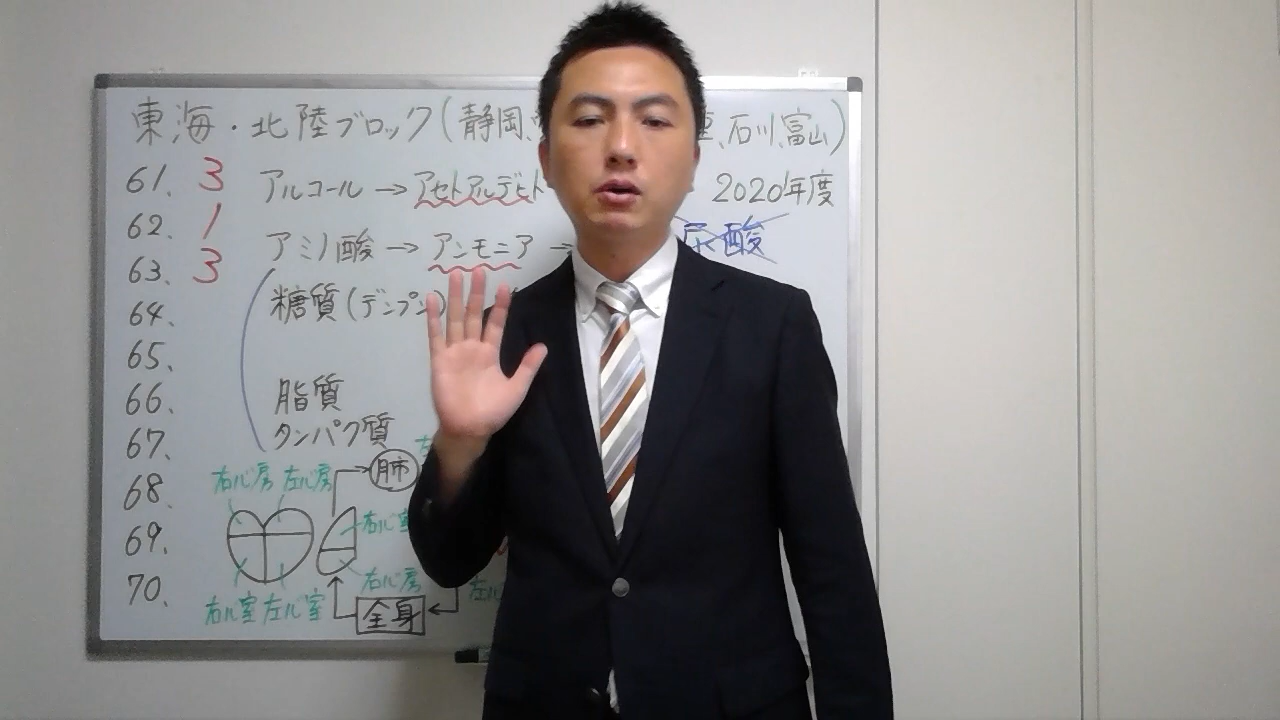 東海・北陸ブロック(静岡、 、石川、富山)
61. 3 アルコール → アセトアルデヒド 2020年度
62. 1 アミノ酸 → アンモニア → 尿酸
63. 3
64. 糖質(デンプン)
65.
66. 脂質
67. タンパク質
肺
68. 右心房 左心房
右心室
69.
右心房
70. 右心室 左心室
全身